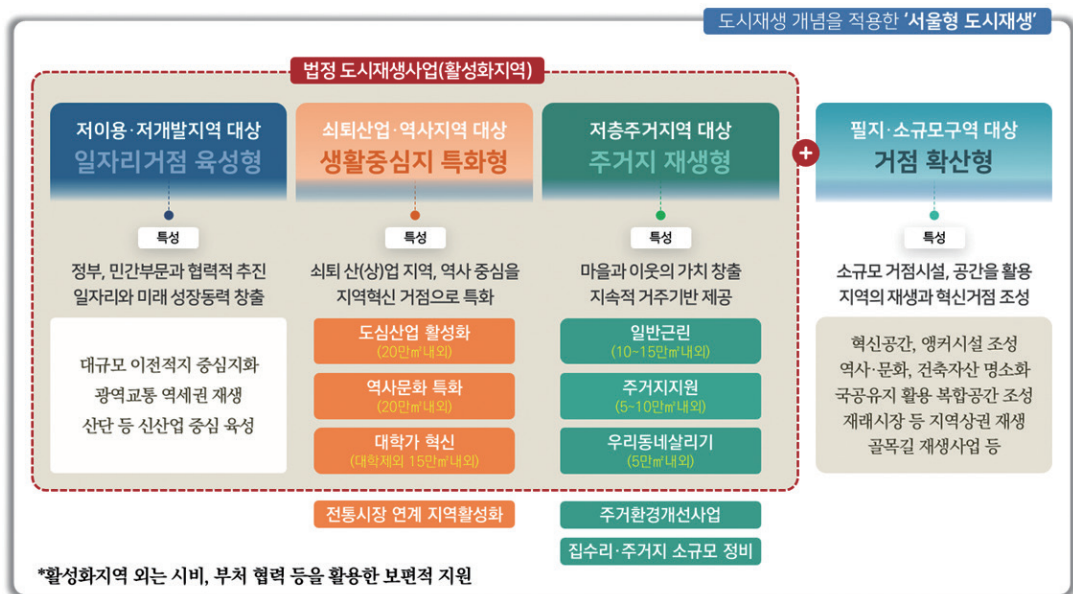 도시재생 개념을 적용한 '서울형 도시재생'
법정 도시재생사업(활성화지역)
저이용·저개발지역 대상
일자리거점 육성형
특성
정부, 민간부문과 협력적 추진
일자리와 미래 성장동력 창출
대규모 이전적지 중심지화
광역교통 역세권 재생
산단 등 신산업 중심 육성
쇠퇴산업·역사지역 대상
생활중심지 특화형
특성
쇠퇴 산(상)업 지역, 역사 중심을
지역혁신 거점으로 특화
도심산업 활성화
(20만㎡내외)
역사문화 특화
(20만㎡내외)
대학가 혁신
(대학제외 15만㎡내외)
전통시장 연계 지역활성화
저층주거지역 대상
주거지 재생형
특성
마을과 이웃의 가치 창출
지속적 거주기반 제공
일반근린
(10~15만㎡내외)
주거지지원
(5~10만㎡내외)
우리동네살리기
(5만㎡내외)
주거환경개선사업
집수리·주거지 소규모 정비
+
필지·소규모구역 대상
거점 확산형
특성
소규모 거점시설, 공간을 활용
지역의 재생과 혁신거점 조성
혁신공간, 앵커시설 조성
역사·문화, 건축자산 명소화
국공유지 활용 복합공간 조성
재래시장 등 지역상권 재생
골목길 재생사업 등
*활성화지역 외는 시비, 부처 협력 등을 활용한 보편적 지원